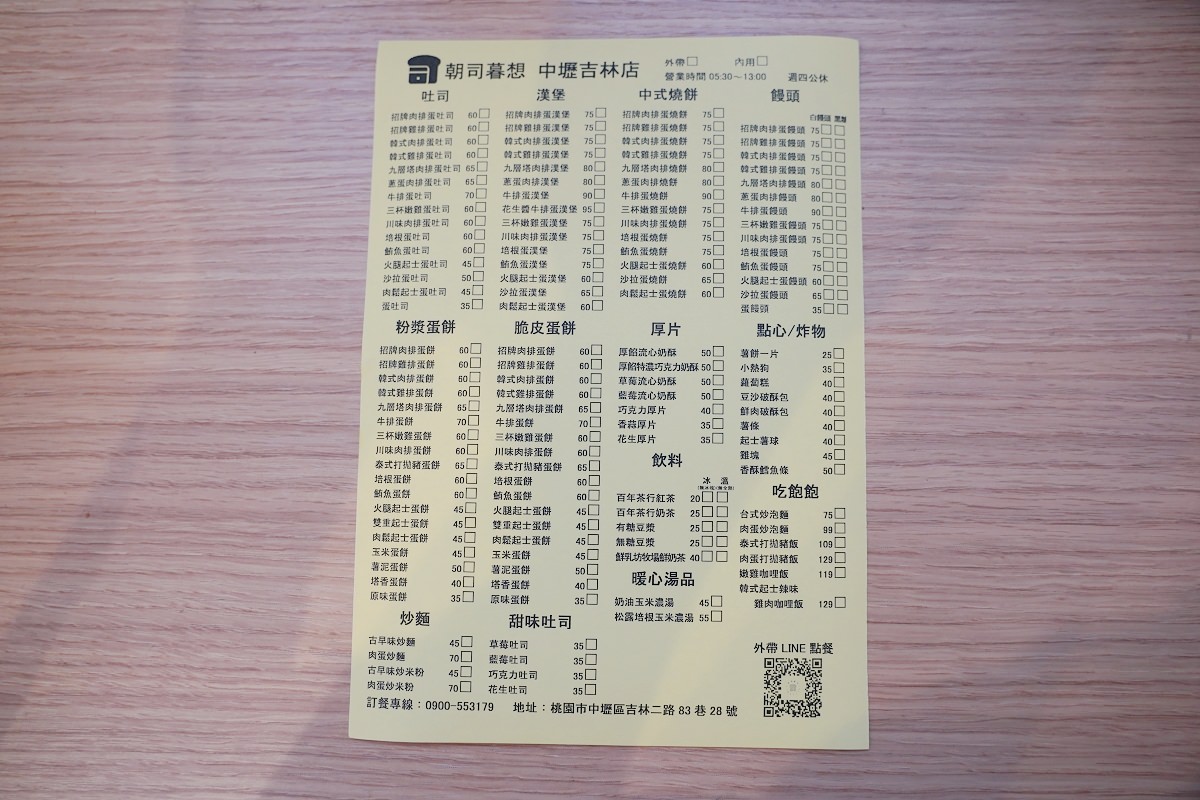 司 朝司暮想 中壢吉林店
外帶□ 內用□
營業時間 05:30～13:00 週四公休
吐司
招牌肉排蛋吐司 60□
招牌雞排蛋吐司 60□
韓式肉排蛋吐司 60□
韓式雞排蛋吐司 60□
九層塔肉排蛋吐司 65□
蔥蛋肉排蛋吐司 65□
牛排蛋吐司 70□
三杯嫩雞蛋吐司 60□
川味肉排蛋吐司 60□
培根蛋吐司 60□
鮪魚蛋吐司 60□
火腿起士蛋吐司 45□
沙拉蛋吐司 50□
肉鬆起士蛋吐司 45□
蛋吐司 35□
漢堡
招牌肉排蛋漢堡 75□
招牌雞排蛋漢堡 75□
韓式肉排蛋漢堡 75□
韓式雞排蛋漢堡 75□
九層塔肉排蛋漢堡 80□
蔥蛋肉排漢堡 80□
牛排蛋漢堡 90□
花生醬牛排蛋漢堡 95□
三杯嫩雞蛋漢堡 75□
川味肉排蛋漢堡 75□
培根蛋漢堡 75□
鮪魚蛋漢堡 75□
火腿起士蛋漢堡 60□
沙拉蛋漢堡 65□
肉鬆起士蛋漢堡 60□
中式燒餅
招牌肉排蛋燒餅 75□
招牌雞排蛋燒餅 75□
韓式肉排蛋燒餅 75□
韓式雞排蛋燒餅 75□
九層塔肉排蛋燒餅 80□
蔥蛋肉排燒餅 80□
牛排蛋燒餅 90□
三杯嫩雞蛋燒餅 75□
川味肉排蛋燒餅 75□
培根蛋燒餅 75□
鮪魚蛋燒餅 75□
火腿起士蛋燒餅 60□
沙拉蛋燒餅 65□
肉鬆起士蛋燒餅 60□
饅頭
白饅頭
招牌肉排蛋饅頭 75□□
招牌雞排蛋饅頭 75□□
韓式肉排蛋饅頭 75□□
韓式雞排蛋饅頭 75□□
九層塔肉排蛋饅頭 80□□
蔥蛋肉排饅頭 80□□
牛排蛋饅頭 90□□
三杯嫩雞蛋饅頭 75□□
川味肉排蛋饅頭 75□□
培根蛋饅頭 75□□
鮪魚蛋饅頭 75□□
火腿起士蛋饅頭 60□□
沙拉蛋饅頭 65□□
蛋饅頭 35□□
粉漿蛋餅
招牌肉排蛋餅 60□
招牌雞排蛋餅 60□
韓式肉排蛋餅 60□
韓式雞排蛋餅 60□
九層塔肉排蛋餅 65□
牛排蛋餅 70□
三杯嫩雞蛋餅 60□
川味肉排蛋餅 60□
泰式打拋豬蛋餅 65□
培根蛋餅 60□
鮪魚蛋餅 60□
火腿起士蛋餅 45□
雙重起士蛋餅 45□
肉鬆起士蛋餅 45□
玉米蛋餅 45□
薯泥蛋餅 50□
塔香蛋餅 40□
原味蛋餅 35□
脆皮蛋餅
招牌肉排蛋餅 60□
招牌雞排蛋餅 60□
韓式肉排蛋餅 60□
韓式雞排蛋餅 60□
九層塔肉排蛋餅 65□
牛排蛋餅 70□
三杯嫩雞蛋餅 60□
川味肉排蛋餅 60□
泰式打拋豬蛋餅 65□
培根蛋餅 60□
鮪魚蛋餅 60□
火腿起士蛋餅 45□
雙重起士蛋餅 45□
肉鬆起士蛋餅 45□
玉米蛋餅 45□
薯泥蛋餅 50□
塔香蛋餅 40□
原味蛋餅 35□
厚片
厚餡流心奶酥 50□
厚餡特濃巧克力奶酥 50□
草莓流心奶酥 50□
藍莓流心奶酥 50□
巧克力厚片 40□
香蒜厚片 35□
花生厚片 35□
飲料
冰 溫
百年茶行紅茶 20□□
百年茶行奶茶 25□□
有糖豆漿 25□□
無糖豆漿 25□□
鮮乳坊牧場鮮奶茶 40□□
暖心湯品
奶油玉米濃湯 45□
松露培根玉米濃湯 55□
點心/炸物
薯餅一片 25□
小熱狗 35□
蘿蔔糕 40□
豆沙破酥包 40□
鮮肉破酥包 40□
薯條 40□
起士薯球 40□
雞塊 45□
香酥鱈魚條 50□
吃飽飽
台式炒泡麵 75□
肉蛋炒泡麵 99□
泰式打拋豬飯 109□
肉蛋打拋豬飯 129□
嫩雞咖哩飯 119□
韓式起士辣味
雞肉咖哩飯 129□
炒麵
古早味炒麵 45□
肉蛋炒麵 70□
古早味炒米粉 45□
肉蛋炒米粉 70□
甜味吐司
草莓吐司 35□
藍莓吐司 35□
巧克力吐司 35□
花生吐司 35□
外帶 LINE 點餐
訂餐專線：0900-553179 地址：桃園市中壢區吉林二路 83 巷 28 號